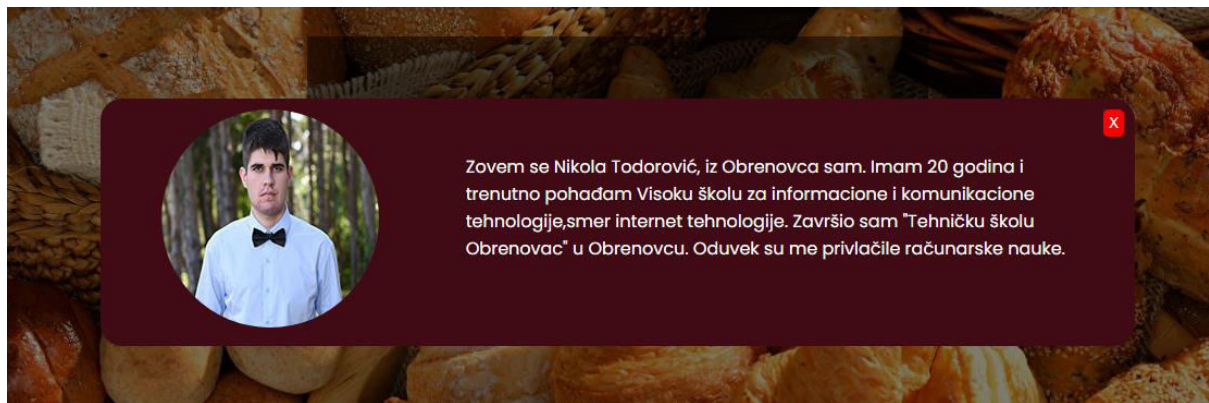 X
Zovem se Nikola Todorović, iz Obrenovca sam. Imam 20 godina i
trenutno pohađam Visoku školu za informacione i komunikacione
tehnologije,smer internet tehnologije. Završio sam "Tehničku školu
Obrenovac" u Obrenovcu. Oduvek su me privlačile računarske nauke.